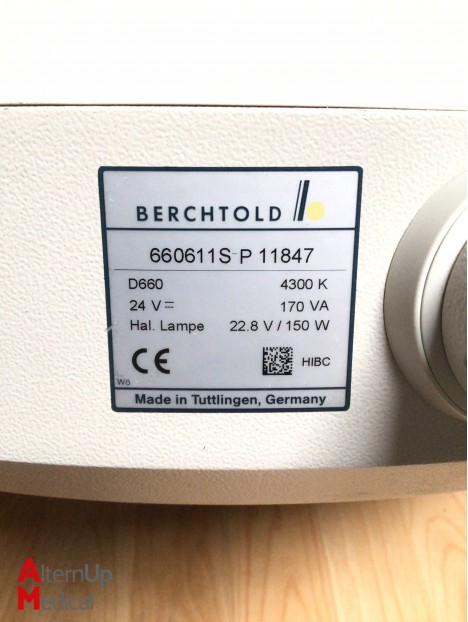 BERCHTOLD
660611S-P 11847
D660 4300 K
24 V⎓ 170 VA
Hal. Lampe 22.8 V / 150 W
CE HIBC
W6
Made in Tuttlingen, Germany
AlternUp
Medical